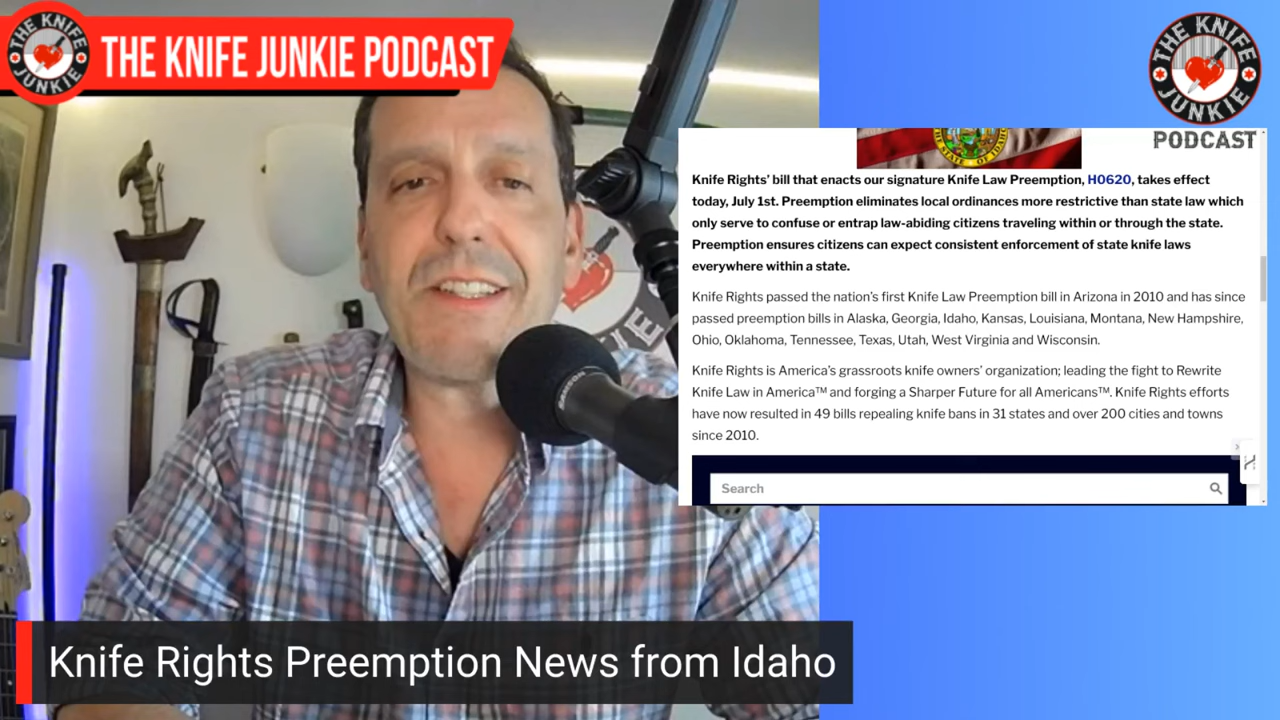 THE KNIFE JUNKIE
THE KNIFE JUNKIE PODCAST
THE KNIFE JUNKIE
PODCAST
THE STATE OF IDAHO
Knife Rights' bill that enacts our signature Knife Law Preemption, H0620, takes effect
today, July 1st. Preemption eliminates local ordinances more restrictive than state law which
only serve to confuse or entrap law-abiding citizens traveling within or through the state.
Preemption ensures citizens can expect consistent enforcement of state knife laws
everywhere within a state.
Knife Rights passed the nation's first Knife Law Preemption bill in Arizona in 2010 and has since
passed preemption bills in Alaska, Georgia, Idaho, Kansas, Louisiana, Montana, New Hampshire,
Ohio, Oklahoma, Tennessee, Texas, Utah, West Virginia and Wisconsin.
Knife Rights is America's grassroots knife owners' organization; leading the fight to Rewrite
Knife Law in America™ and forging a Sharper Future for all Americans™. Knife Rights efforts
have now resulted in 49 bills repealing knife bans in 31 states and over 200 cities and towns
since 2010.
Search
SAMSON
Knife Rights Preemption News from Idaho